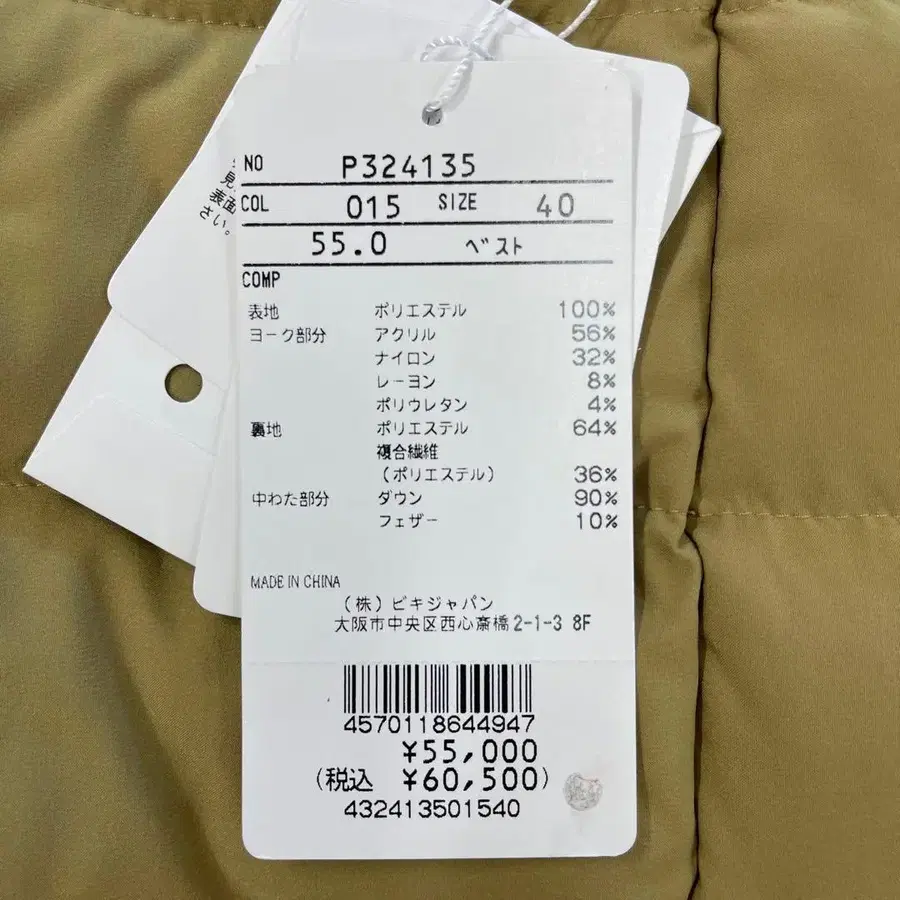 見
表面
さい。
NO P324135
COL 015 SIZE 40
55.0 ベスト
COMP
表地 ポリエステル 100%
ヨーク部分 アクリル 56%
ナイロン 32%
レーヨン 8%
ポリウレタン 4%
裏地 ポリエステル 64%
複合繊維
(ポリエステル) 36%
中わた部分 ダウン 90%
フェザー 10%
MADE IN CHINA
(株)ビキジャパン
大阪市中央区西心斎橋2-1-3 8F
4570118644947
¥55,000
(税込 ¥60,500)
432413501540